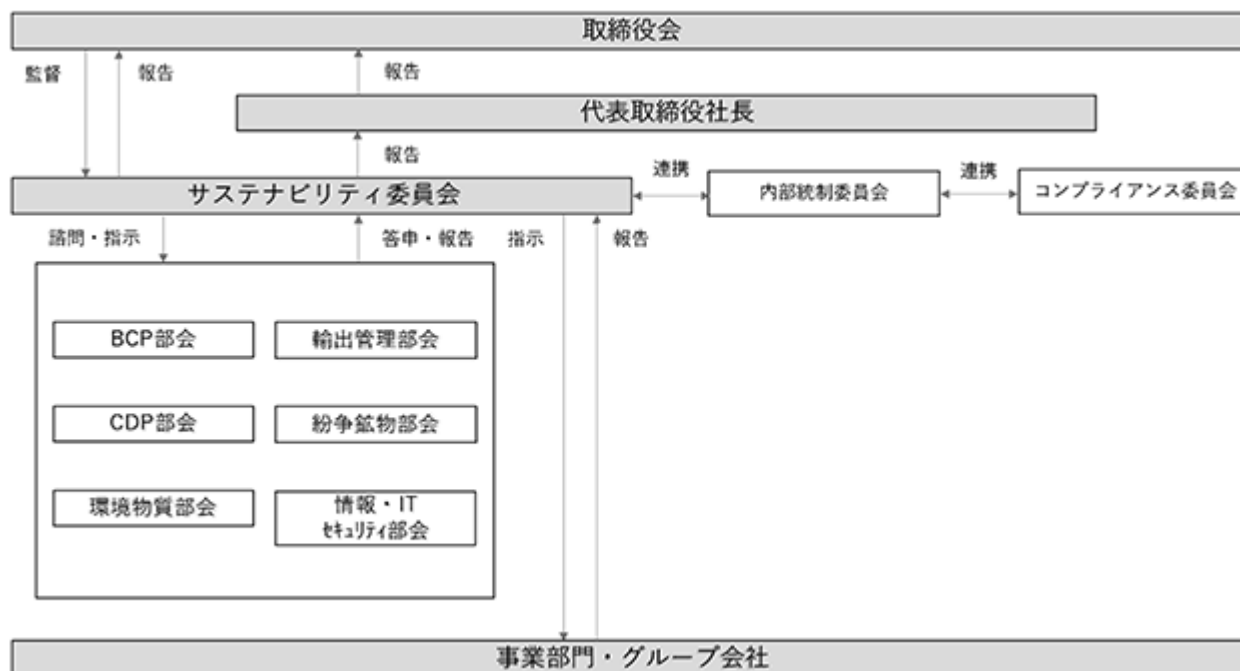 取締役会
監督
報告
報告
代表取締役社長
報告
サステナビリティ委員会
連携
内部統制委員会
連携
コンプライアンス委員会
諮問・指示
答申・報告
指示
報告
BCP部会
輸出管理部会
CDP部会
紛争鉱物部会
環境物質部会
情報・IT
ｾｷｭﾘﾃｨ部会
事業部門・グループ会社